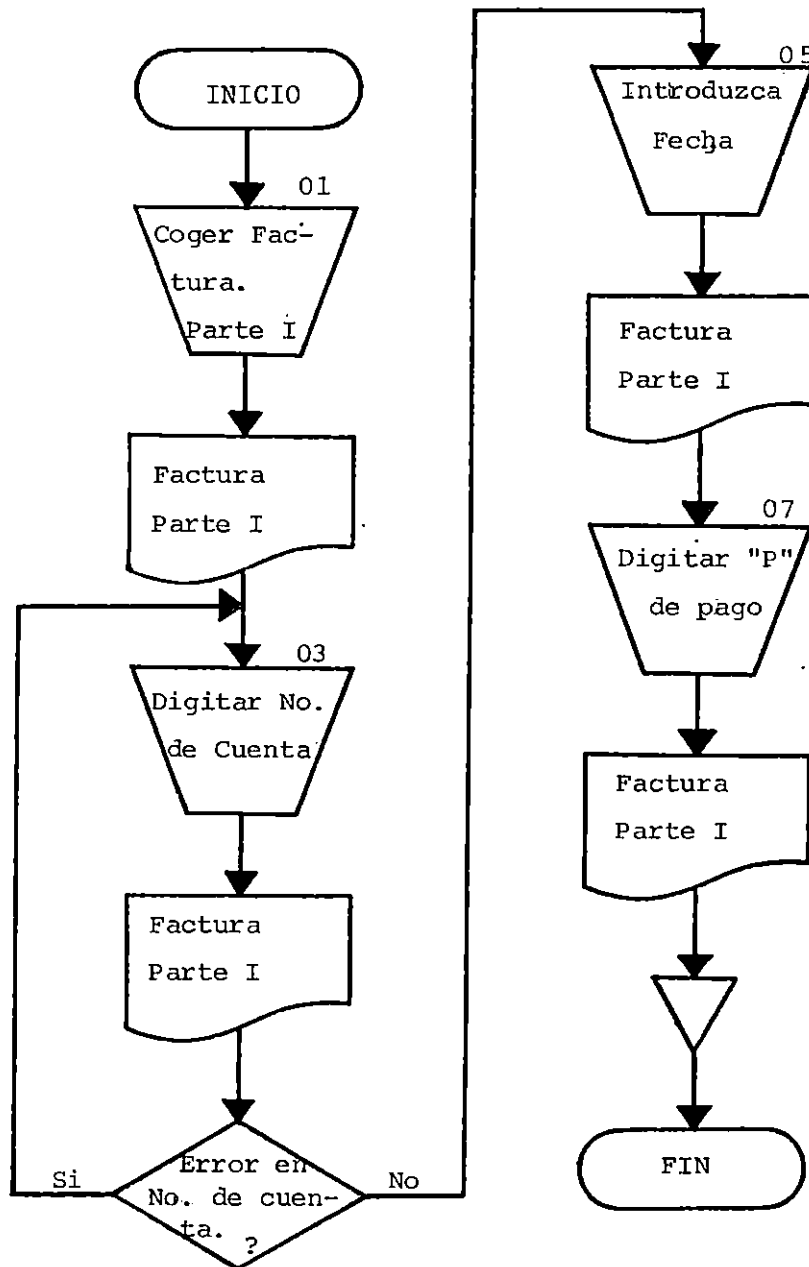 INICIO
01
Coger Fac-
tura.
Parte I
Factura
Parte I
03
Digitar No.
de Cuenta
Factura
Parte I
Error en
No. de cuen-
ta.
?
Si
No
05
Introduzca
Fecha
Factura
Parte I
07
Digitar "P"
de pago
Factura
Parte I
FIN